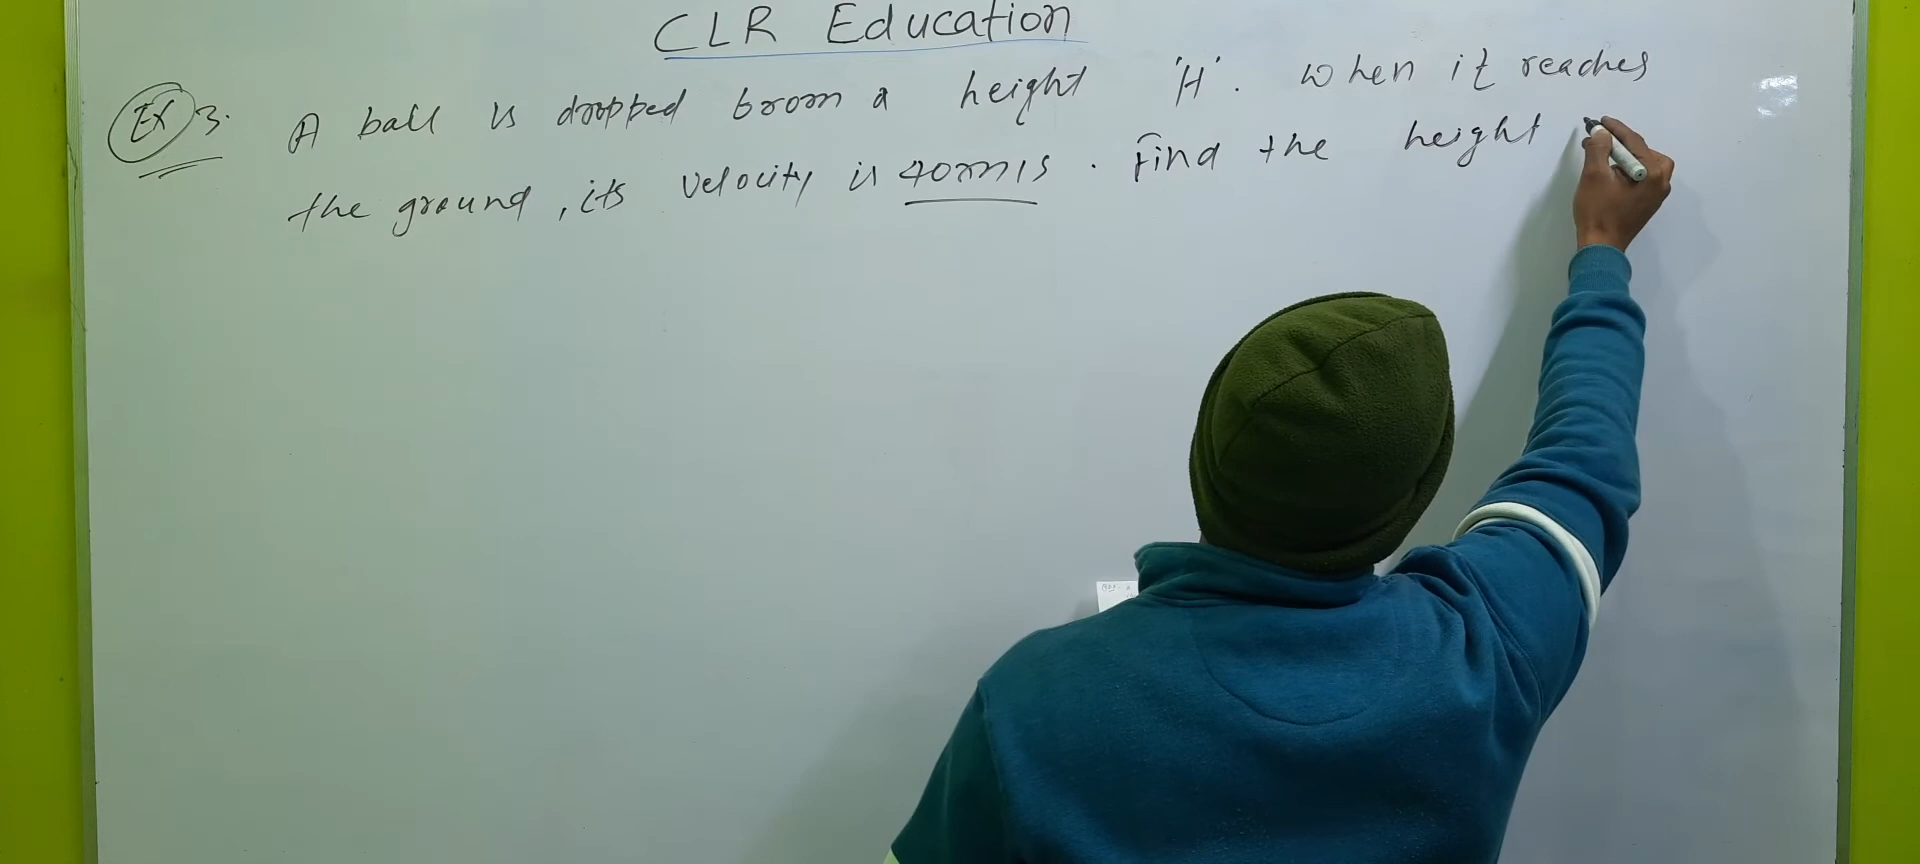 CLR Education
Ex 3. A ball is dropped from a height 'H'. When it reaches
the ground, its velocity is 40m/s. Find the height